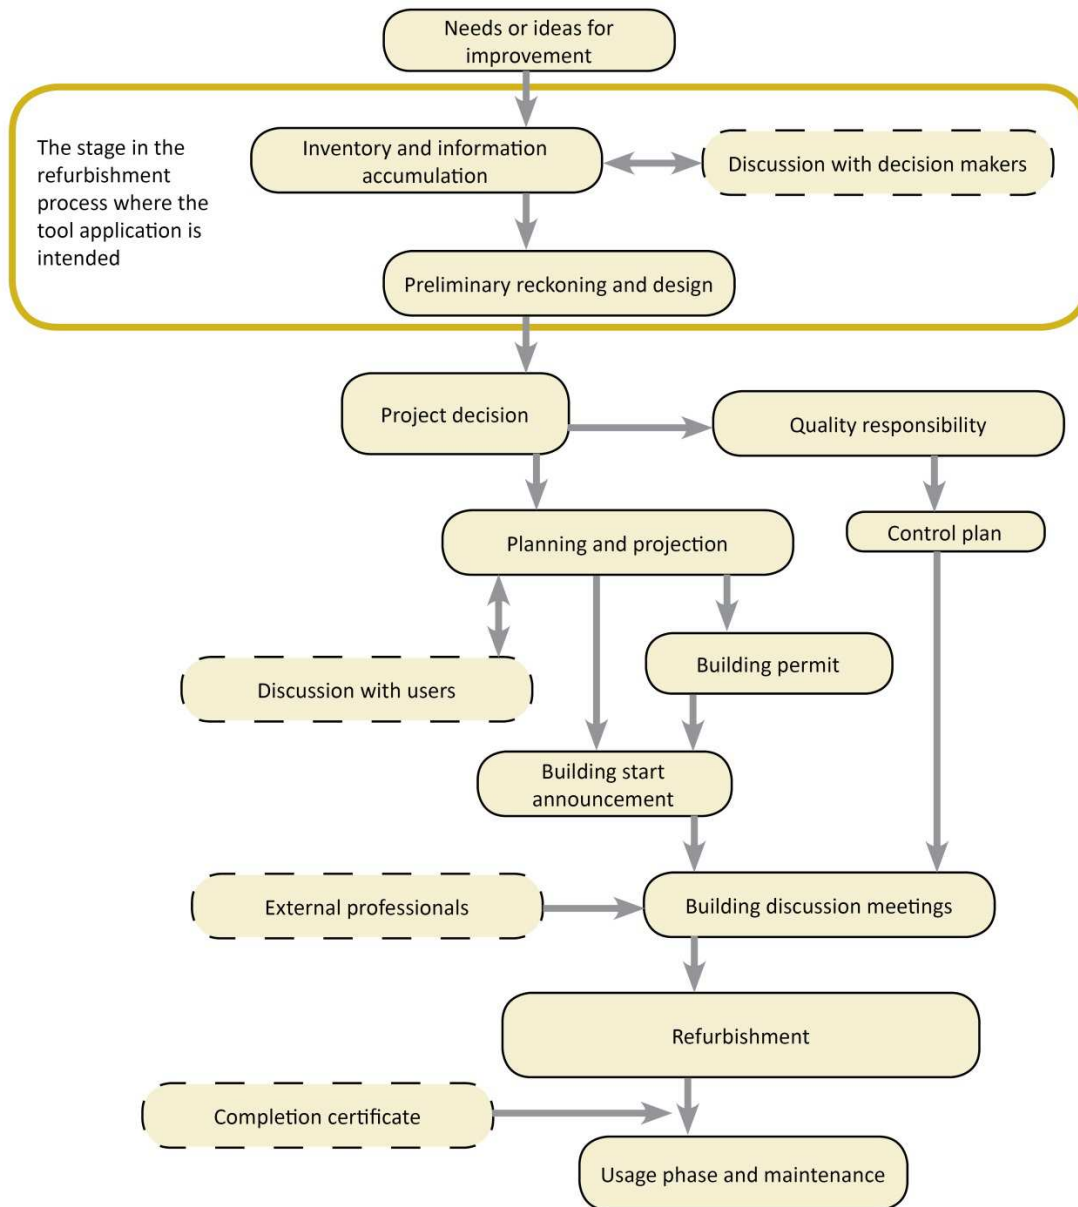 Needs or ideas for
improvement
The stage in the
refurbishment
process where the
tool application is
intended
Inventory and information
accumulation
Discussion with decision makers
Preliminary reckoning and design
Project decision
Quality responsibility
Planning and projection
Control plan
Building permit
Discussion with users
Building start
announcement
External professionals
Building discussion meetings
Refurbishment
Completion certificate
Usage phase and maintenance